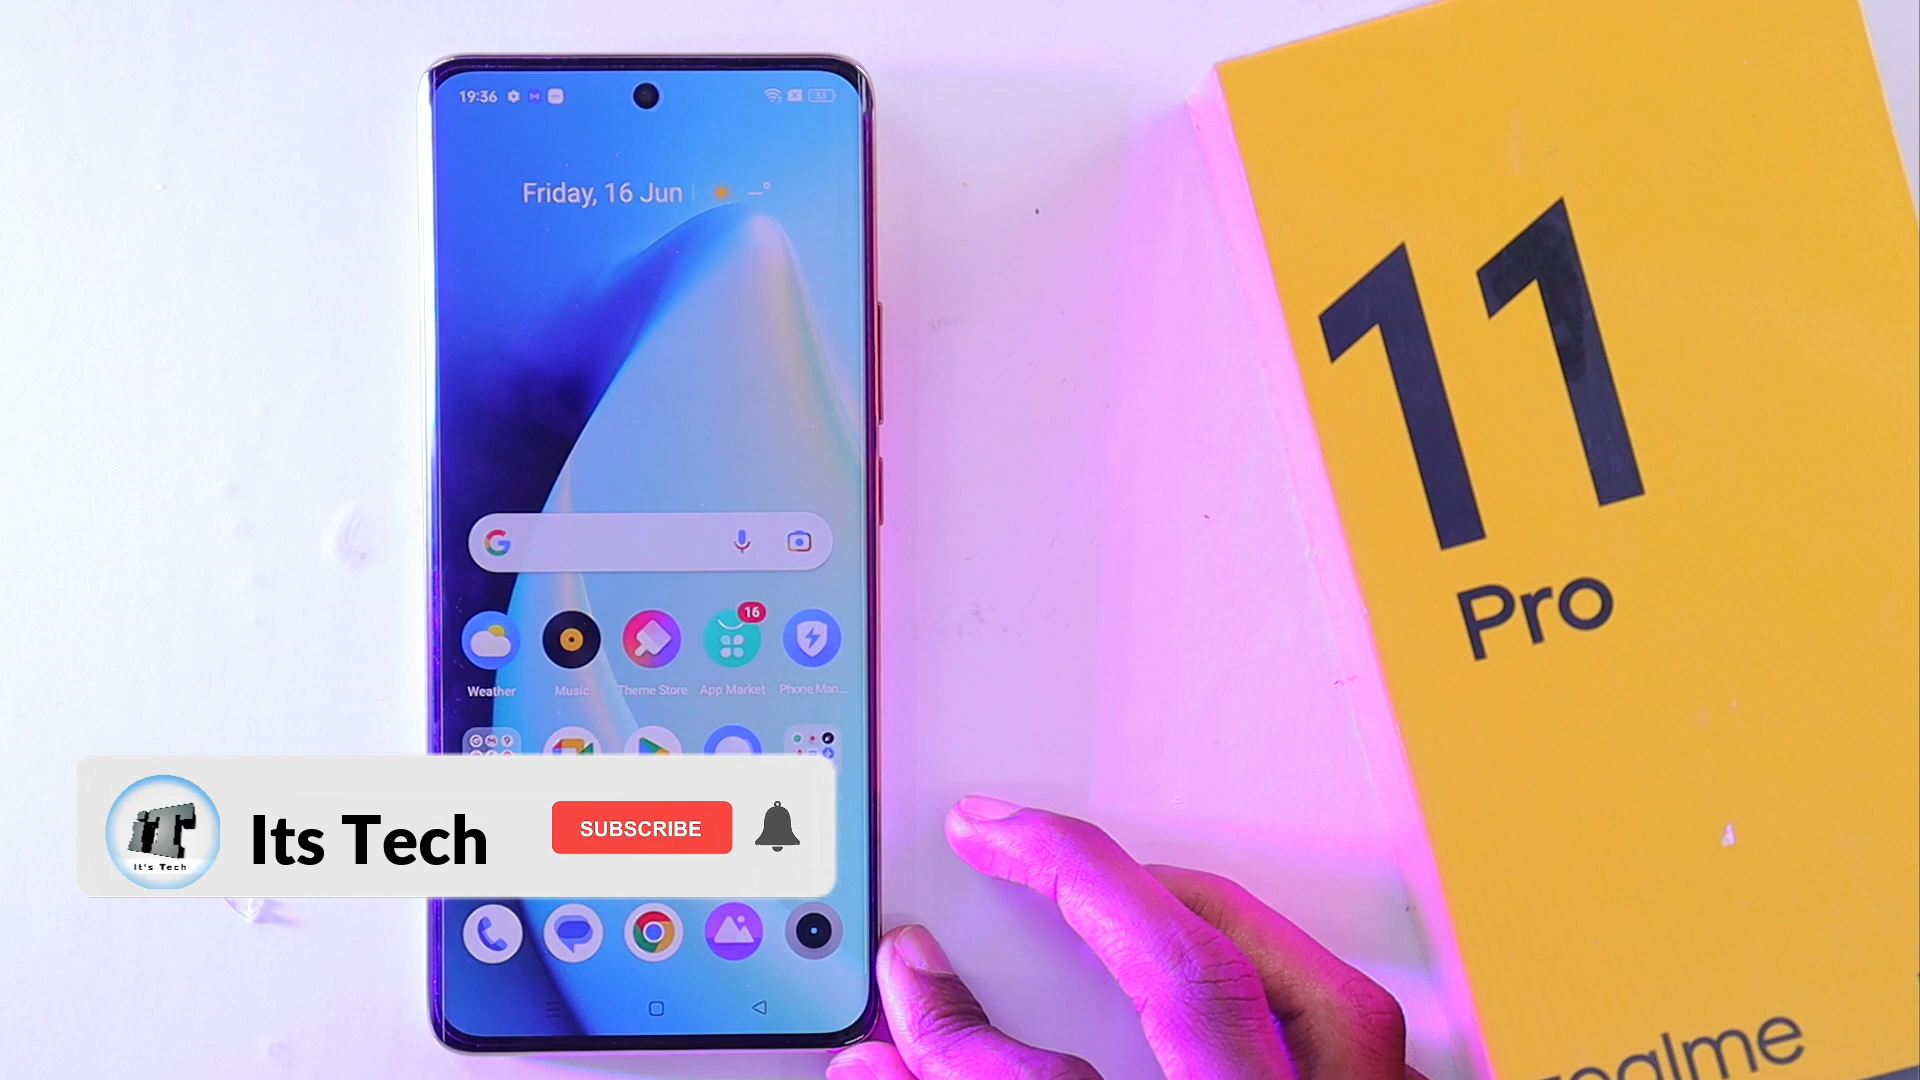 19:36
33
Friday, 16 Jun
--°
16
Weather
Music
Theme Store
App Market
Phone Man...
It's Tech
Its Tech
SUBSCRIBE
11
Pro
realme